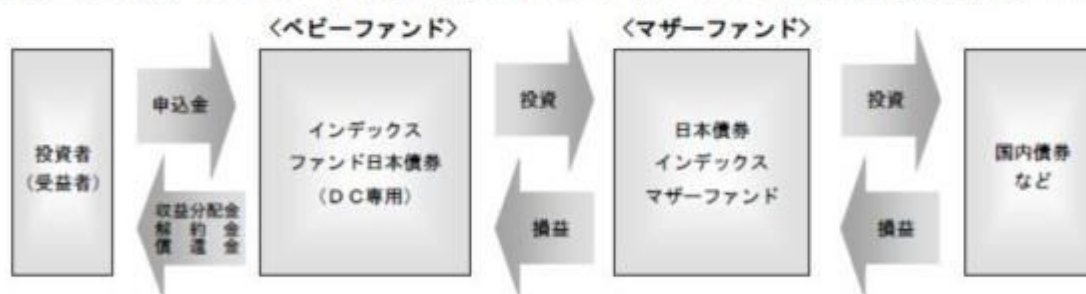 〈ベビーファンド〉
〈マザーファンド〉
投資者
(受益者)
申込金
収益分配金
解約金
償還金
インデックス
ファンド日本債券
(DC専用)
投資
損益
日本債券
インデックス
マザーファンド
投資
損益
国内債券
など